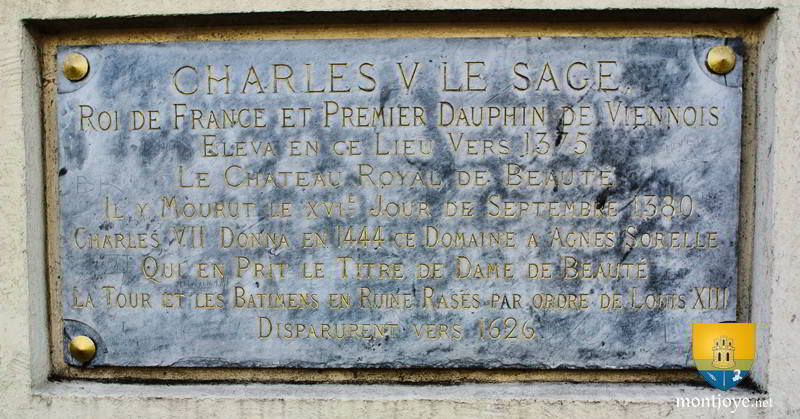 CHARLES V LE SAGE,
ROI DE FRANCE ET PREMIER DAUPHIN DE VIENNOIS
ELEVA EN CE LIEU VERS 1375
LE CHATEAU ROYAL DE BEAUTÉ
IL Y MOURUT LE XVIE JOUR DE SEPTEMBRE 1380
CHARLES VII DONNA EN 1444 CE DOMAINE A AGNES SORELLE
QUI EN PRIT LE TITRE DE DAME DE BEAUTÉ
LA TOUR ET LES BATIMENS EN RUINE RASÉS PAR ORDRE DE LOUIS XIII
DISPARURENT VERS 1626.
montjoye.net